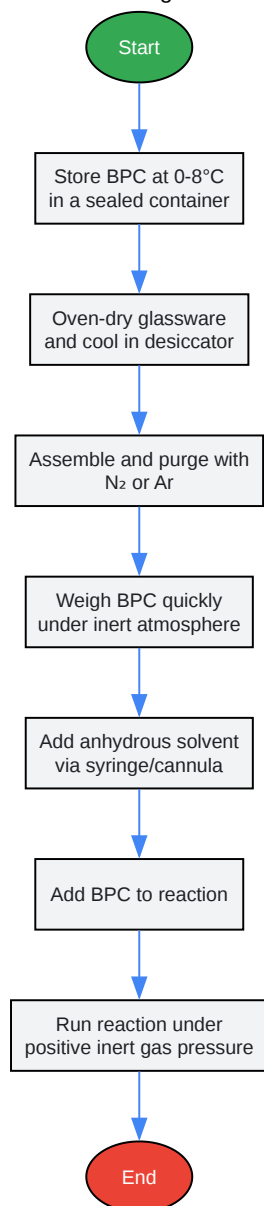 Start
Store BPC at 0-8°C
in a sealed container
Oven-dry glassware
and cool in desiccator
Assemble and purge with
N₂ or Ar
Weigh BPC quickly
under inert atmosphere
Add anhydrous solvent
via syringe/cannula
Add BPC to reaction
Run reaction under
positive inert gas pressure
End